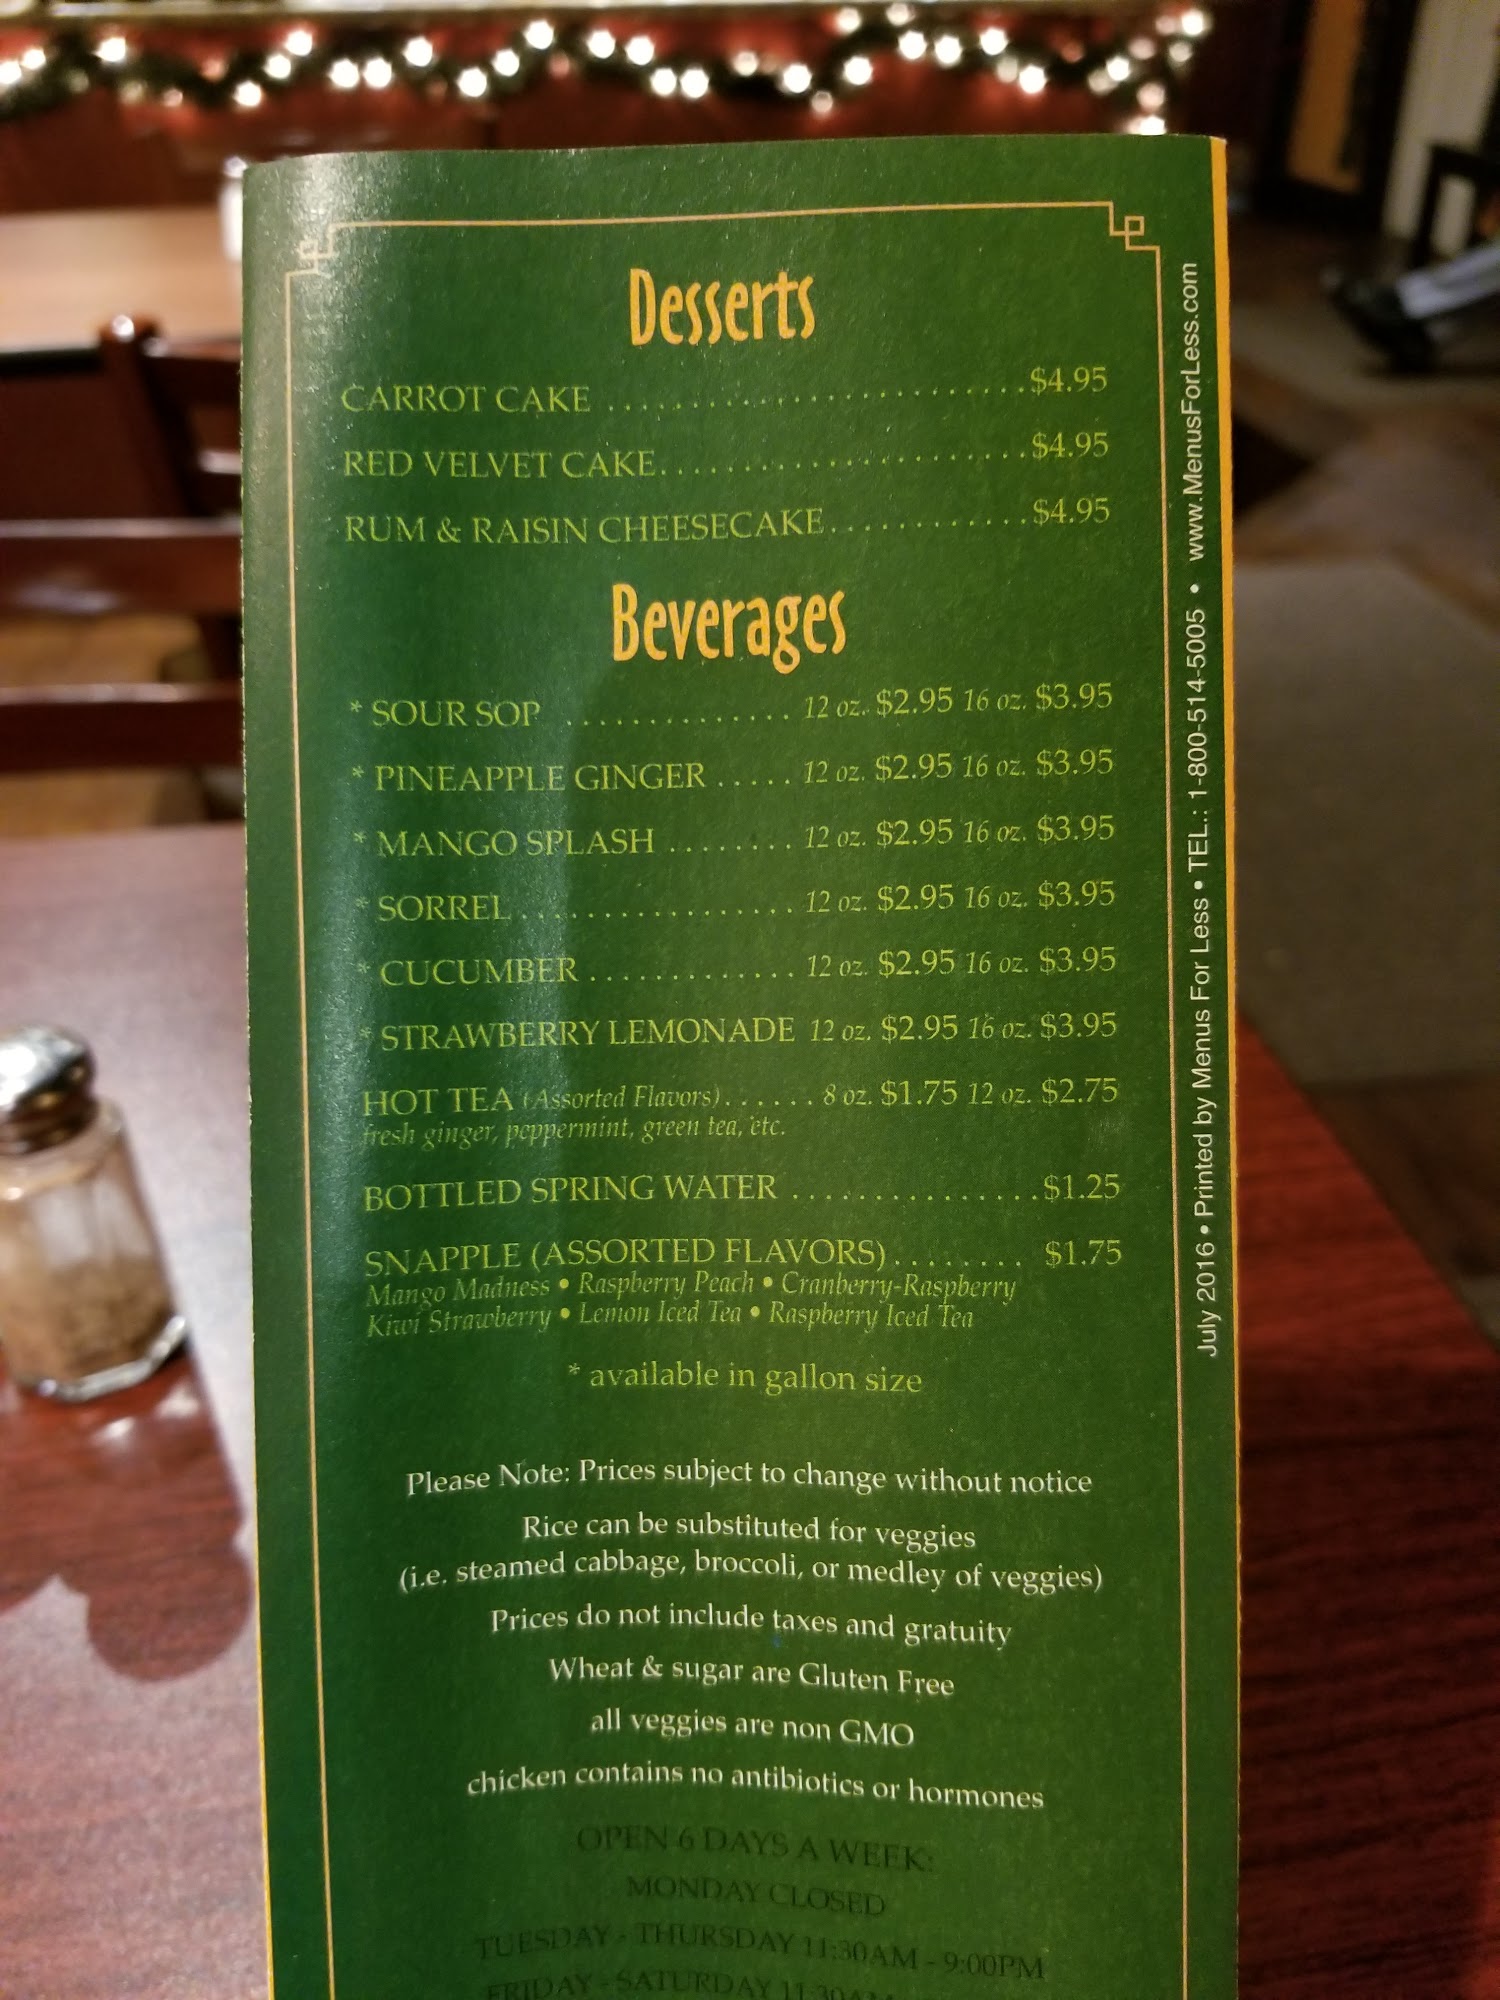 Desserts
CARROT CAKE ..........................$4.95
RED VELVET CAKE.......................$4.95
RUM & RAISIN CHEESECAKE............$4.95
Beverages
* SOUR SOP .............. 12 oz. $2.95 16 oz. $3.95
* PINEAPPLE GINGER ..... 12 oz. $2.95 16 oz. $3.95
* MANGO SPLASH ........ 12 oz. $2.95 16 oz. $3.95
* SORREL ................. 12 oz. $2.95 16 oz. $3.95
* CUCUMBER ............. 12 oz. $2.95 16 oz. $3.95
* STRAWBERRY LEMONADE 12 oz. $2.95 16 oz. $3.95
HOT TEA (Assorted Flavors)...... 8 oz. $1.75 12 oz. $2.75
fresh ginger, peppermint, green tea, etc.
BOTTLED SPRING WATER ................$1.25
SNAPPLE (ASSORTED FLAVORS)........ $1.75
Mango Madness • Raspberry Peach • Cranberry-Raspberry
Kiwi Strawberry • Lemon Iced Tea • Raspberry Iced Tea
* available in gallon size
Please Note: Prices subject to change without notice
Rice can be substituted for veggies
(i.e. steamed cabbage, broccoli, or medley of veggies)
Prices do not include taxes and gratuity
Wheat & sugar are Gluten Free
all veggies are non GMO
chicken contains no antibiotics or hormones
OPEN 6 DAYS A WEEK:
MONDAY CLOSED
TUESDAY - THURSDAY 11:30AM - 9:00PM
FRIDAY - SATURDAY 11:30AM
July 2016 • Printed by Menus For Less • TEL.: 1-800-514-5005 • www.MenusForLess.com